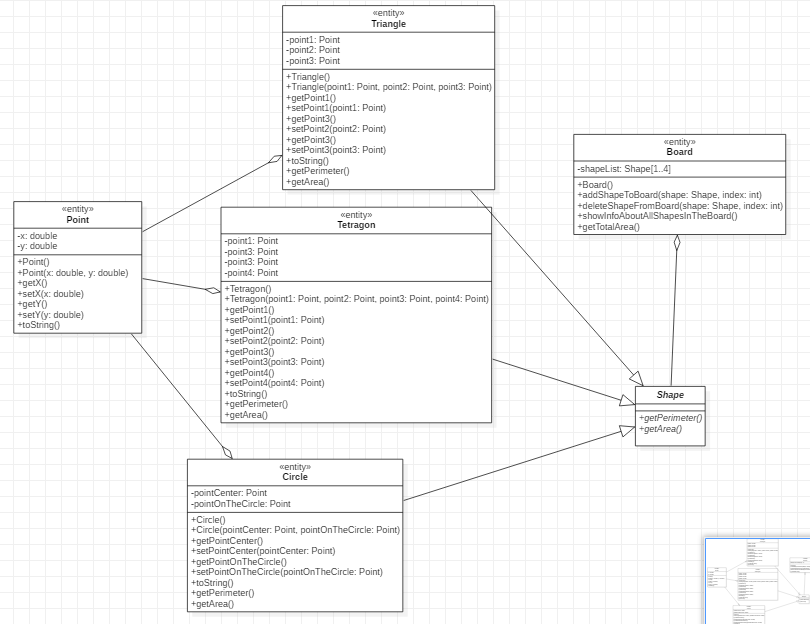 «entity»
Triangle
-point1: Point
-point2: Point
-point3: Point
+Triangle()
+Triangle(point1: Point, point2: Point, point3: Point)
+getPoint1()
+setPoint1(point1: Point)
+getPoint3()
+setPoint2(point2: Point)
+getPoint3()
+setPoint3(point3: Point)
+toString()
+getPerimeter()
+getArea()
«entity»
Board
-shapeList: Shape[1..4]
+Board()
+addShapeToBoard(shape: Shape, index: int)
+deleteShapeFromBoard(shape: Shape, index: int)
+showInfoAboutAllShapesInTheBoard()
+getTotalArea()
«entity»
Point
-x: double
-y: double
+Point()
+Point(x: double, y: double)
+getX()
+setX(x: double)
+getY()
+setY(y: double)
+toString()
«entity»
Tetragon
-point1: Point
-point3: Point
-point3: Point
-point4: Point
+Tetragon()
+Tetragon(point1: Point, point2: Point, point3: Point, point4: Point)
+getPoint1()
+setPoint1(point1: Point)
+getPoint2()
+setPoint2(point2: Point)
+getPoint3()
+setPoint3(point3: Point)
+getPoint4()
+setPoint4(point4: Point)
+toString()
+getPerimeter()
+getArea()
Shape
+getPerimeter()
+getArea()
«entity»
Circle
-pointCenter: Point
-pointOnTheCircle: Point
+Circle()
+Circle(pointCenter: Point, pointOnTheCircle: Point)
+getPointCenter()
+setPointCenter(pointCenter: Point)
+getPointOnTheCircle()
+setPointOnTheCircle(pointOnTheCircle: Point)
+toString()
+getPerimeter()
+getArea()